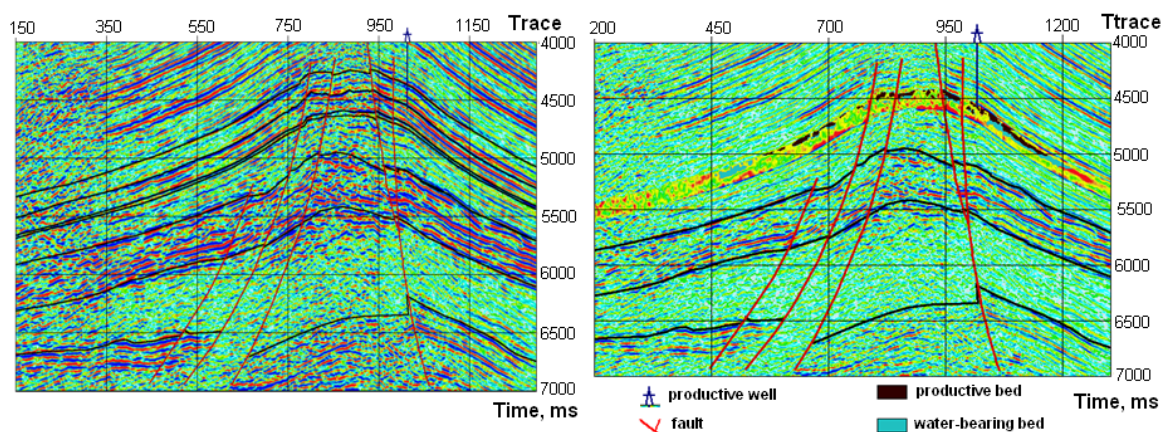 Trace
150 350 550 750 950 1150
4000
4500
5000
5500
6000
6500
7000
Time, ms
Ttrace
200 450 700 950 1200
4000
4500
5000
5500
6000
6500
7000
Time, ms
productive well
fault
productive bed
water-bearing bed